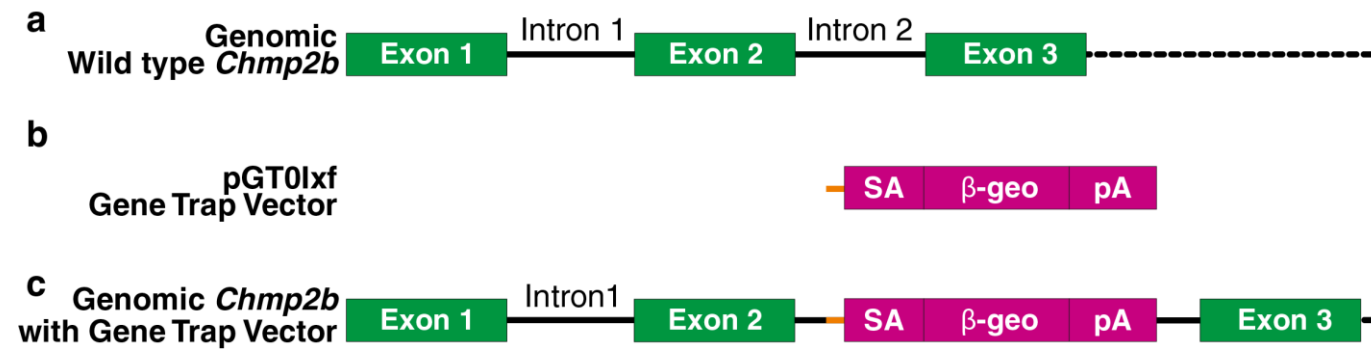 a
Genomic
Wild type Chmp2b
Exon 1
Intron 1
Exon 2
Intron 2
Exon 3
b
pGT0lxf
Gene Trap Vector
SA
β-geo
pA
c
Genomic Chmp2b
with Gene Trap Vector
Exon 1
Intron1
Exon 2
SA
β-geo
pA
Exon 3